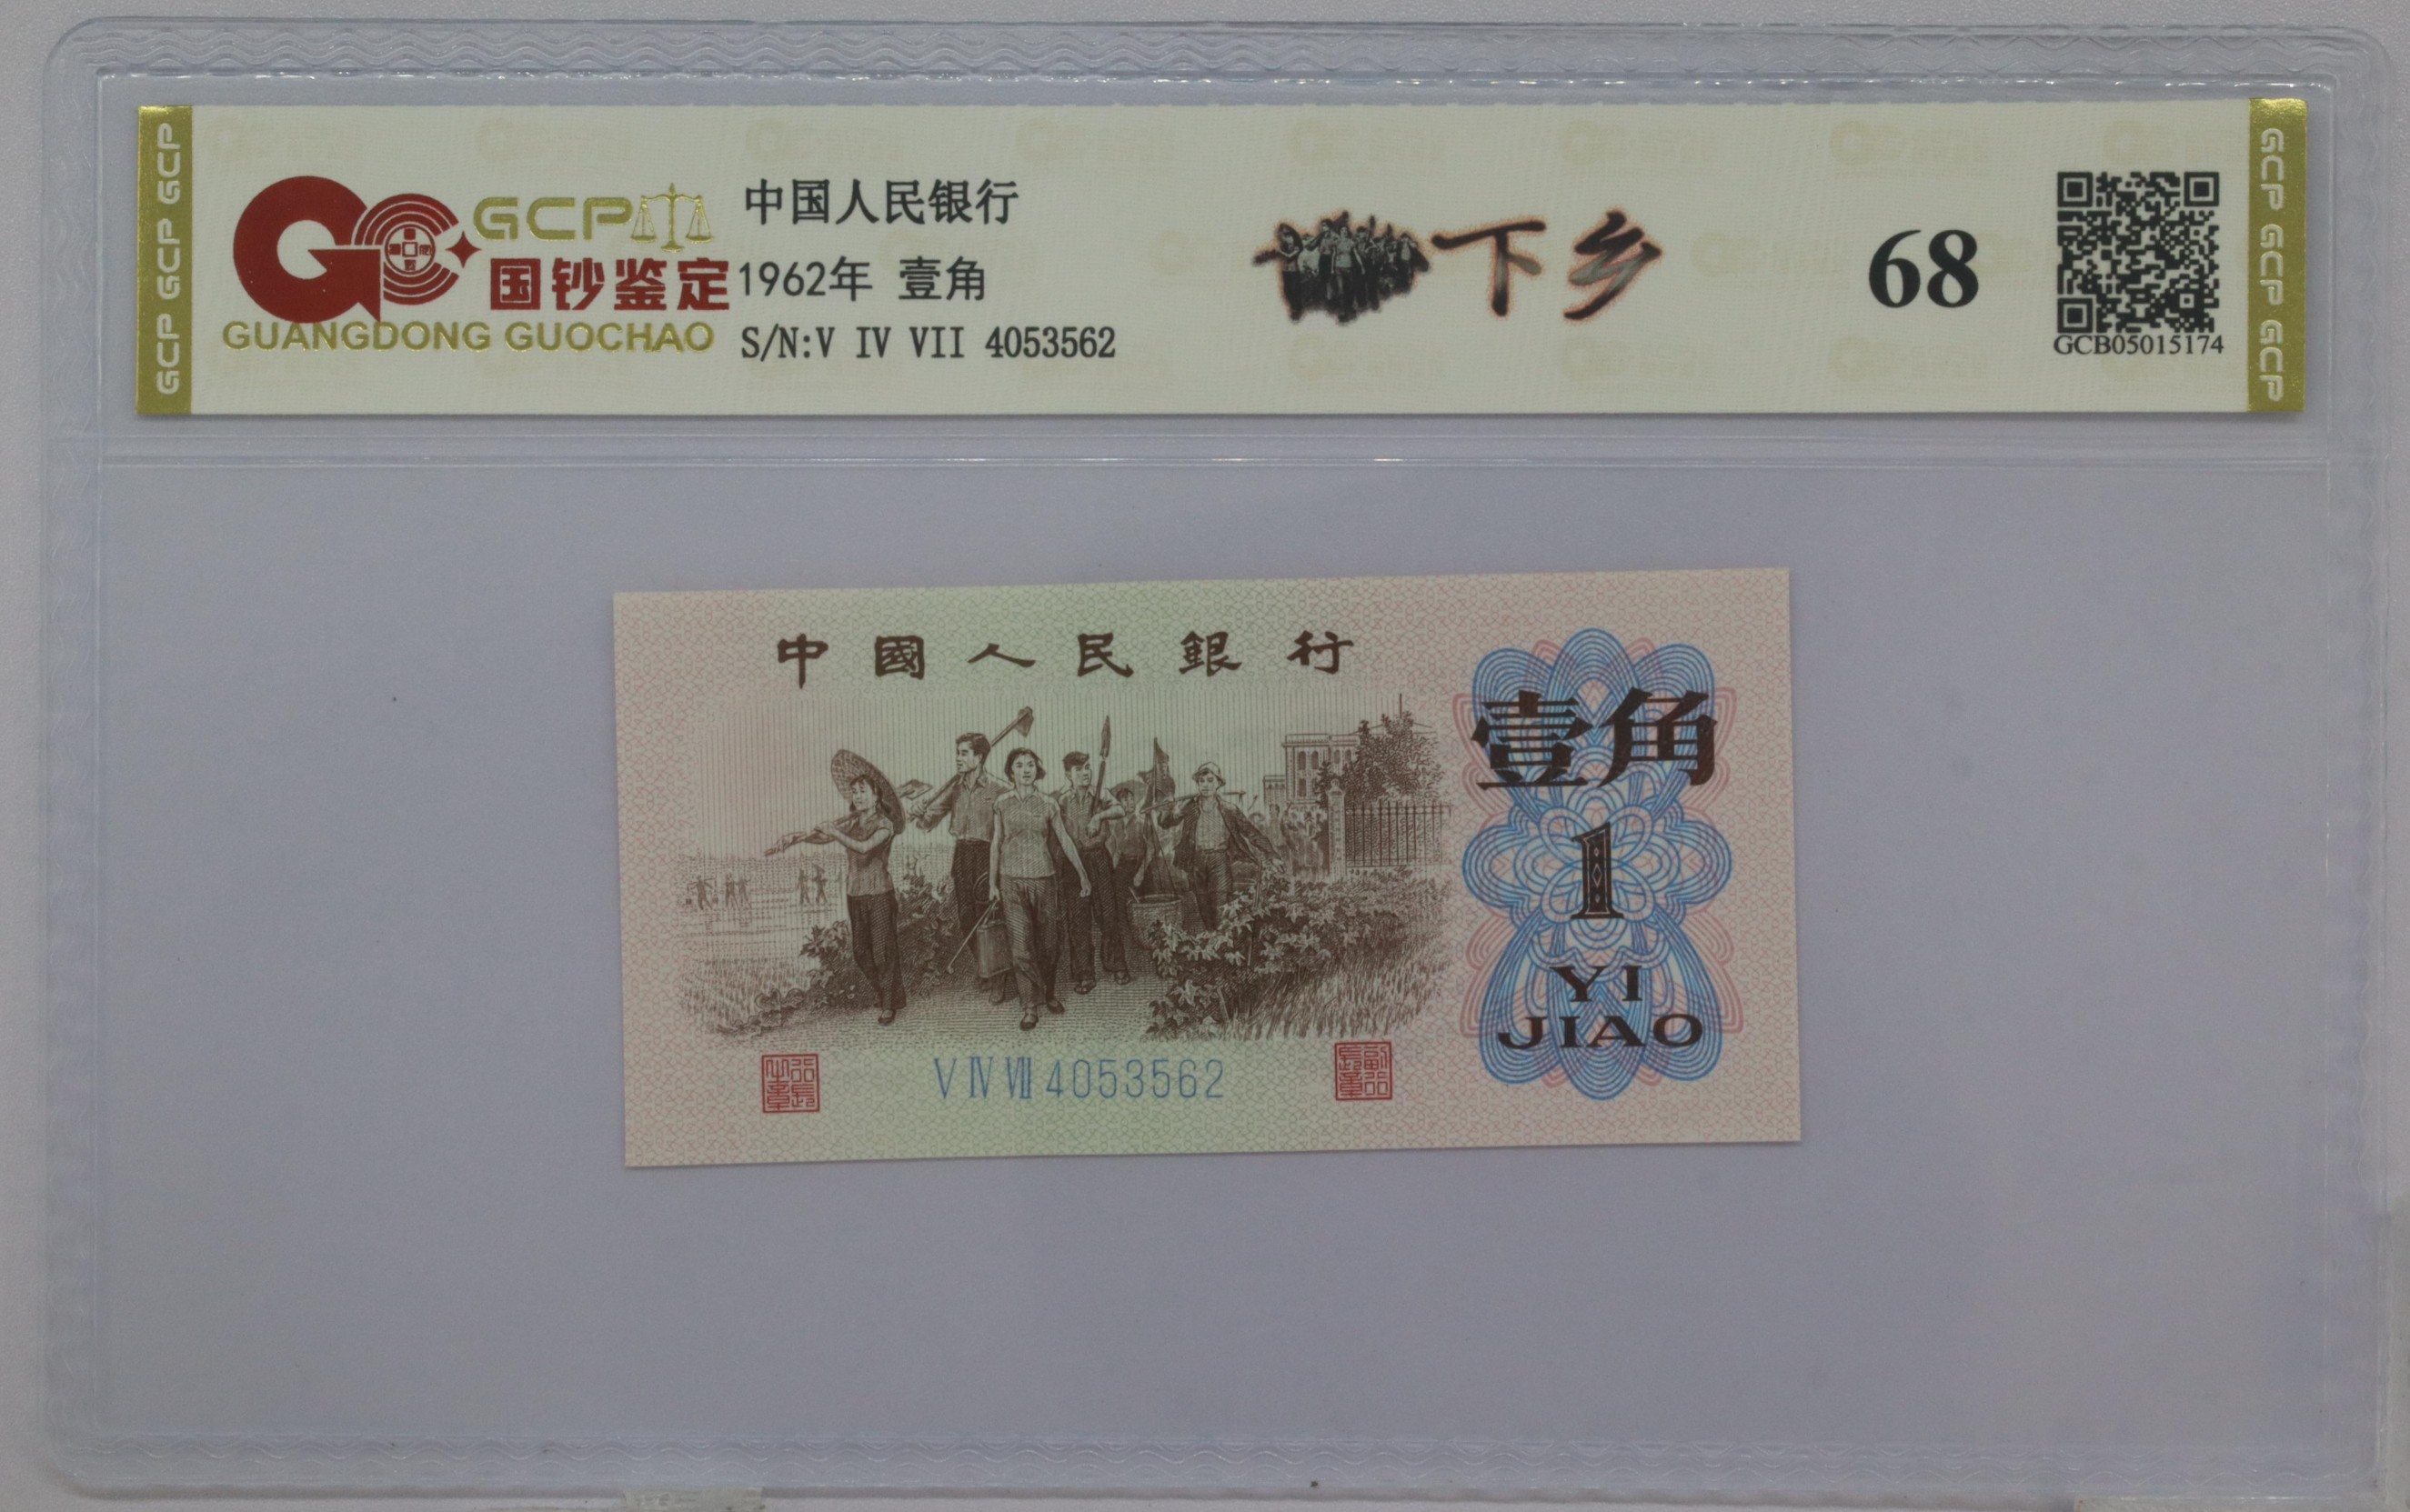 GCP GCP GCP
GCP
国钞鉴定
GUANGDONG GUOCHAO
中国人民银行
1962年 壹角
S/N:V IV VII 4053562
下乡
68
GCB05015174
GCP GCP GCP
中國人民銀行
壹角
1
YI
JIAO
V IV VII 4053562